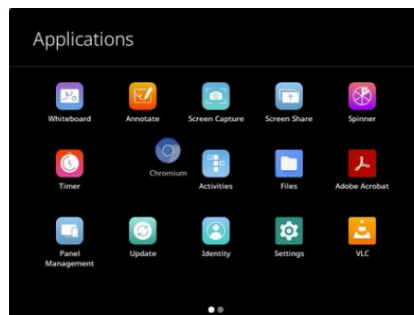 Applications
Whiteboard Annotate Screen Capture Screen Share Spinner
Timer Chromium Activities Files Adobe Acrobat
Panel
Management Update Identity Settings VLC